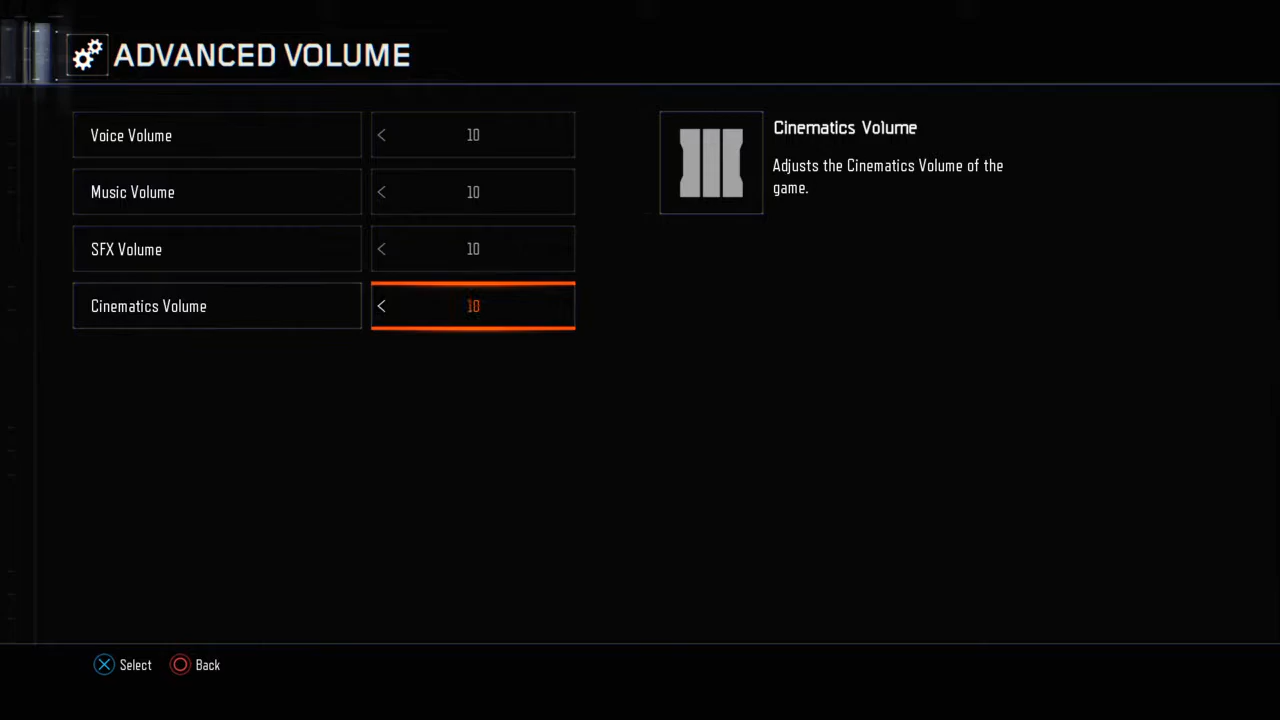 ADVANCED VOLUME
Voice Volume < 10
Music Volume < 10
SFX Volume < 10
Cinematics Volume < 10
Cinematics Volume
Adjusts the Cinematics Volume of the
game.
Select Back